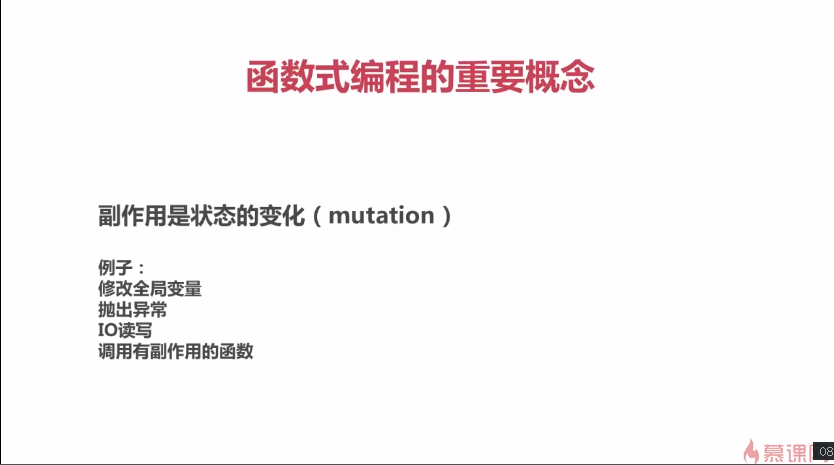 函数式编程的重要概念
副作用是状态的变化（mutation）
例子：
修改全局变量
抛出异常
IO读写
调用有副作用的函数
慕课
08